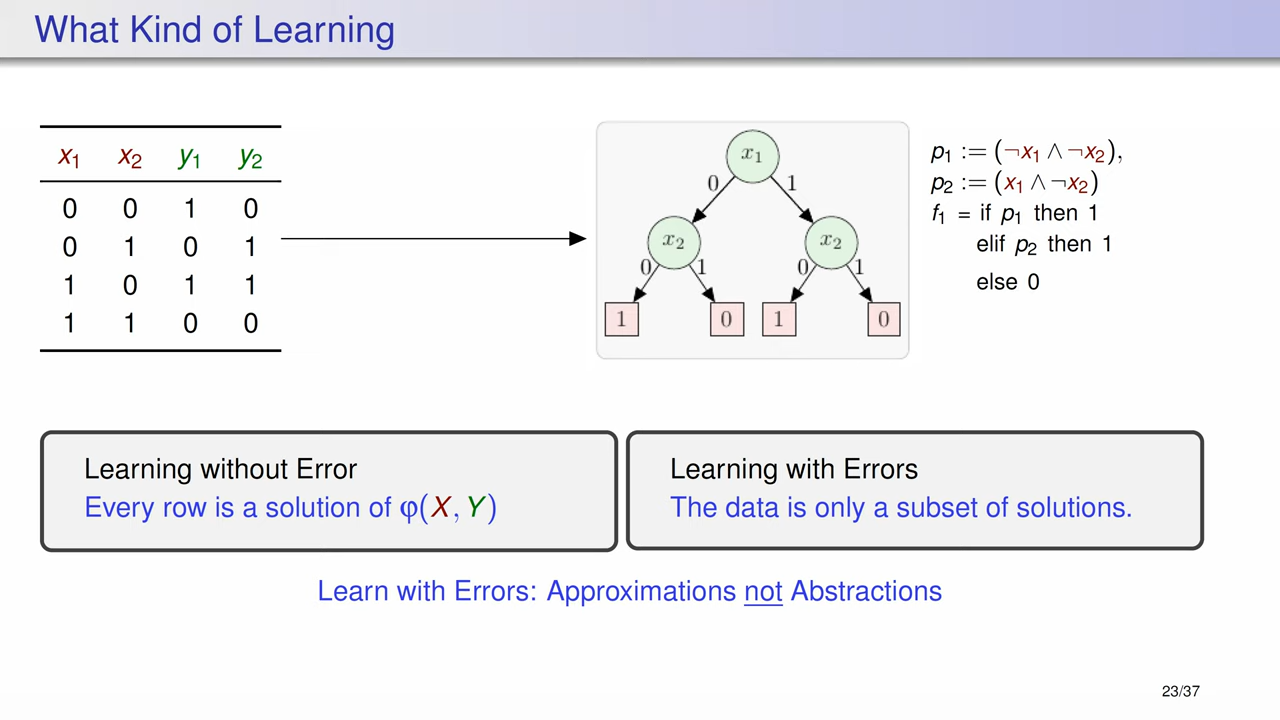 What Kind of Learning
x₁ x₂ y₁ y₂
0 0 1 0
0 1 0 1
1 0 1 1
1 1 0 0
x₁
0 1
x₂ x₂
0 1 0 1
1 0 1 0
p₁ := (¬x₁ ∧ ¬x₂),
p₂ := (x₁ ∧ ¬x₂)
f₁ = if p₁ then 1
elif p₂ then 1
else 0
Learning without Error
Every row is a solution of φ(X, Y)
Learning with Errors
The data is only a subset of solutions.
Learn with Errors: Approximations not Abstractions
23/37